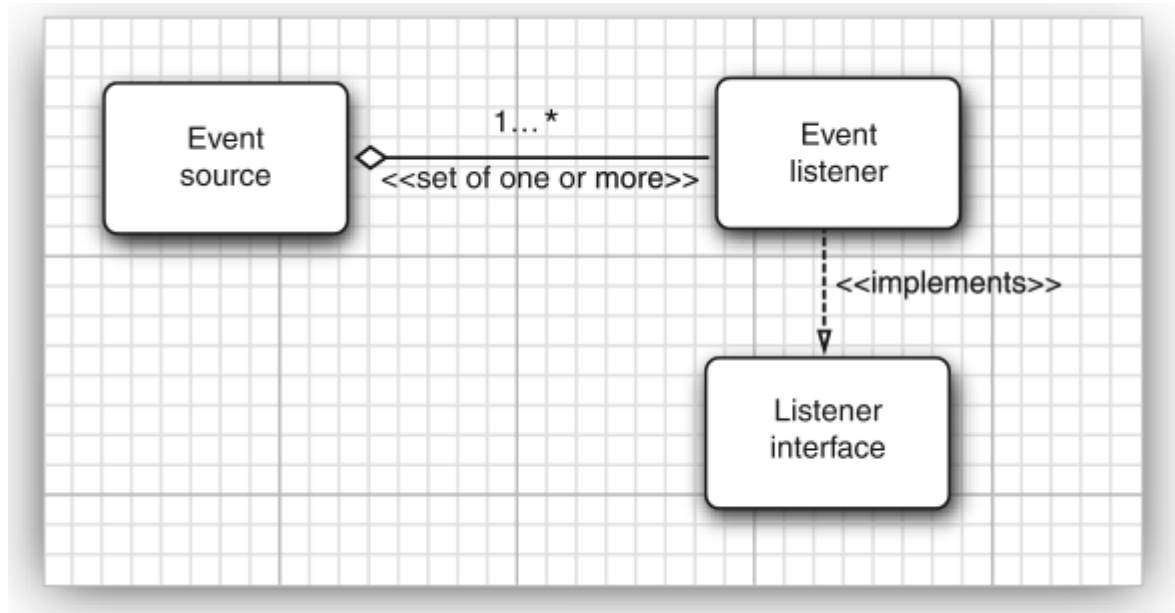 Event
source
1...*
<<set of one or more>>
Event
listener
<<implements>>
Listener
interface